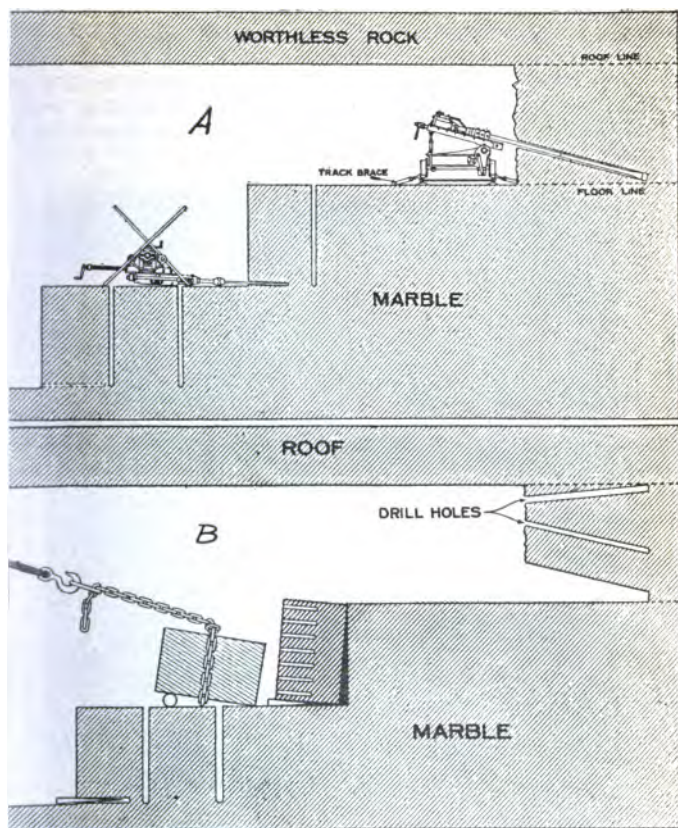 WORTHLESS ROCK
ROOF LINE
A
TRACK BRACE
FLOOR LINE
MARBLE
ROOF
DRILL HOLES
B
MARBLE